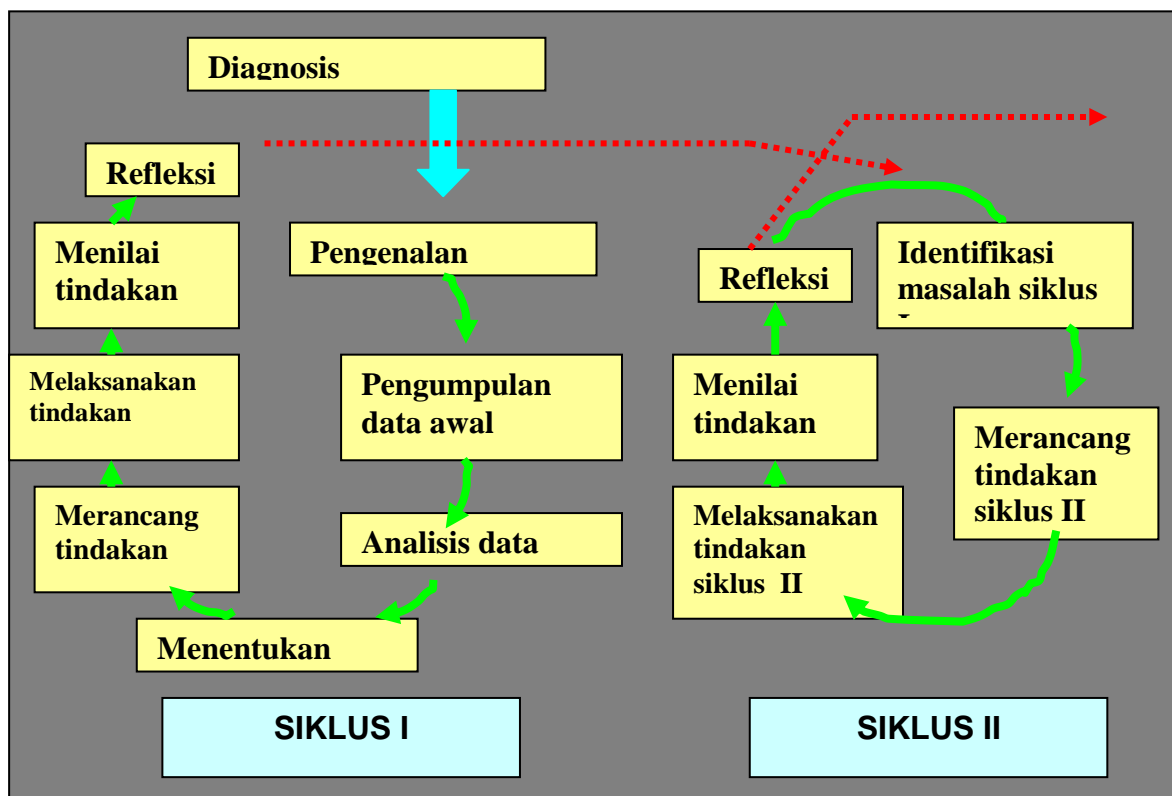 Diagnosis
Refleksi
Menilai
tindakan
Melaksanakan
tindakan
Merancang
tindakan
Pengenalan
Pengumpulan
data awal
Analisis data
Menentukan
SIKLUS I
Refleksi
Menilai
tindakan
Melaksanakan
tindakan
siklus II
Identifikasi
masalah siklus
Merancang
tindakan
siklus II
SIKLUS II